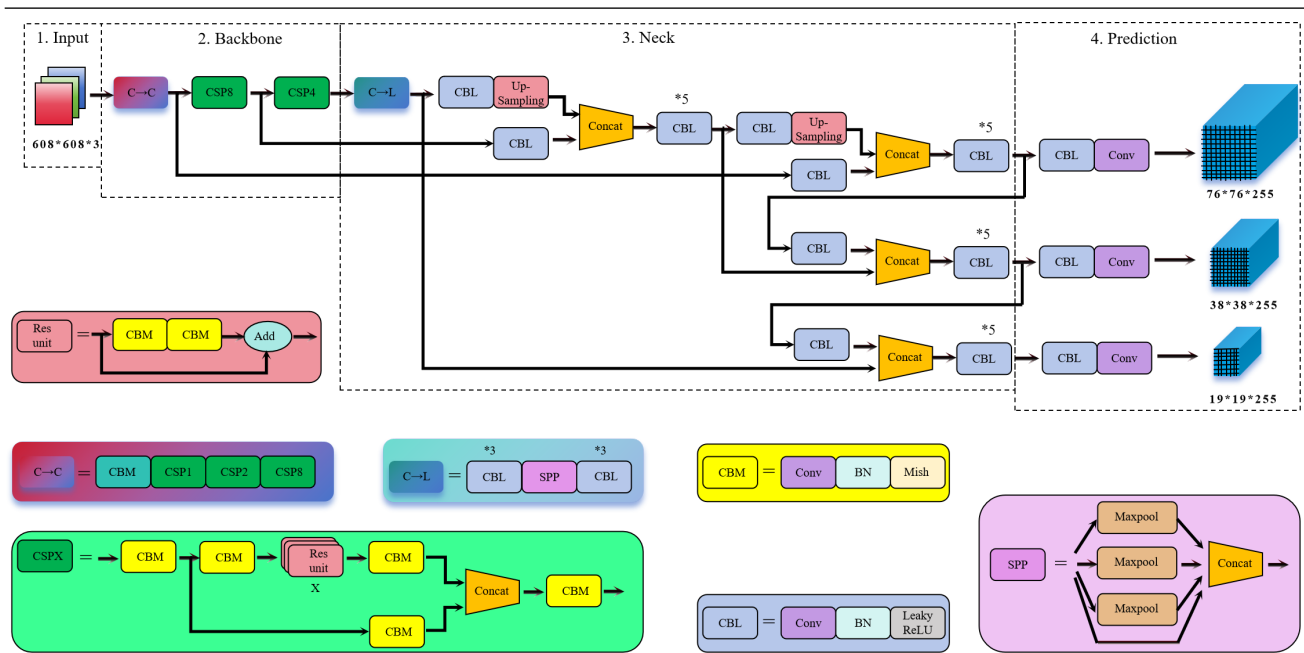 1. Input
2. Backbone
3. Neck
4. Prediction
608*608*3
C→C
CSP8
CSP4
C→L
CBL
Up-
Sampling
CBL
Concat
*5
CBL
CBL
Up-
Sampling
CBL
Concat
*5
CBL
CBL
Conv
76*76*255
CBL
Concat
*5
CBL
CBL
Conv
38*38*255
CBL
Concat
*5
CBL
CBL
Conv
19*19*255
Res
unit
=
CBM
CBM
Add
C→C
=
CBM
CSP1
CSP2
CSP8
C→L
=
*3
CBL
SPP
*3
CBL
CBM
=
Conv
BN
Mish
CSPX
=
CBM
CBM
Res
unit
X
CBM
CBM
Concat
CBM
CBL
=
Conv
BN
Leaky
ReLU
SPP
=
Maxpool
Maxpool
Maxpool
Concat